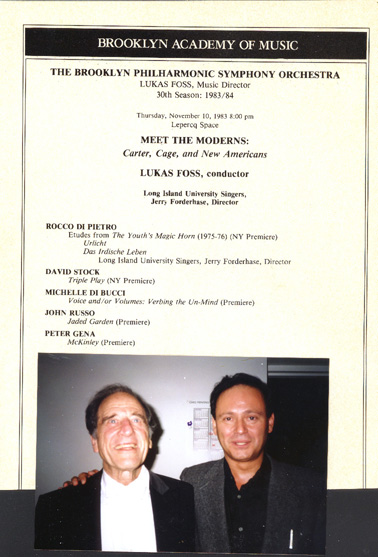 BROOKLYN ACADEMY OF MUSIC
THE BROOKLYN PHILHARMONIC SYMPHONY ORCHESTRA
LUKAS FOSS, Music Director
30th Season: 1983/84
Thursday, November 10, 1983 8:00 pm
Lepercq Space
MEET THE MODERNS:
Carter, Cage, and New Americans
LUKAS FOSS, conductor
Long Island University Singers,
Jerry Forderhase, Director
ROCCO DI PIETRO
Etudes from The Youth's Magic Horn (1975-76) (NY Premiere)
Urlicht
Das Irdische Leben
Long Island University Singers, Jerry Forderhase, Director
DAVID STOCK
Triple Play (NY Premiere)
MICHELLE DI BUCCI
Voice and/or Volumes: Verbing the Un-Mind (Premiere)
JOHN RUSSO
Jaded Garden (Premiere)
PETER GENA
McKinley (Premiere)